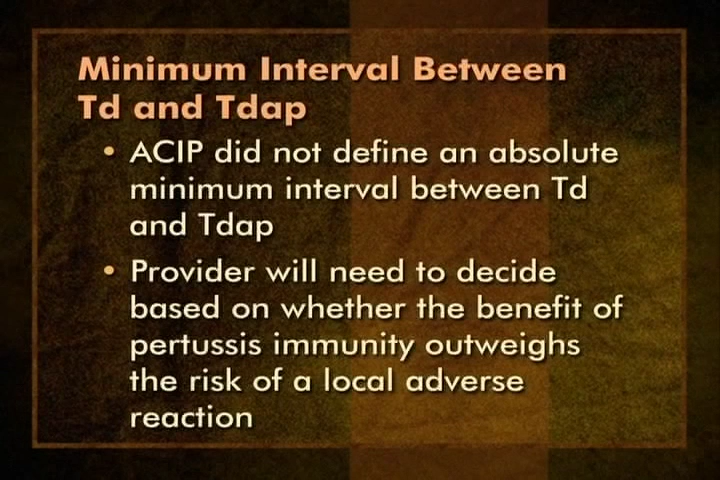 Minimum Interval Between
Td and Tdap
• ACIP did not define an absolute
minimum interval between Td
and Tdap
• Provider will need to decide
based on whether the benefit of
pertussis immunity outweighs
the risk of a local adverse
reaction